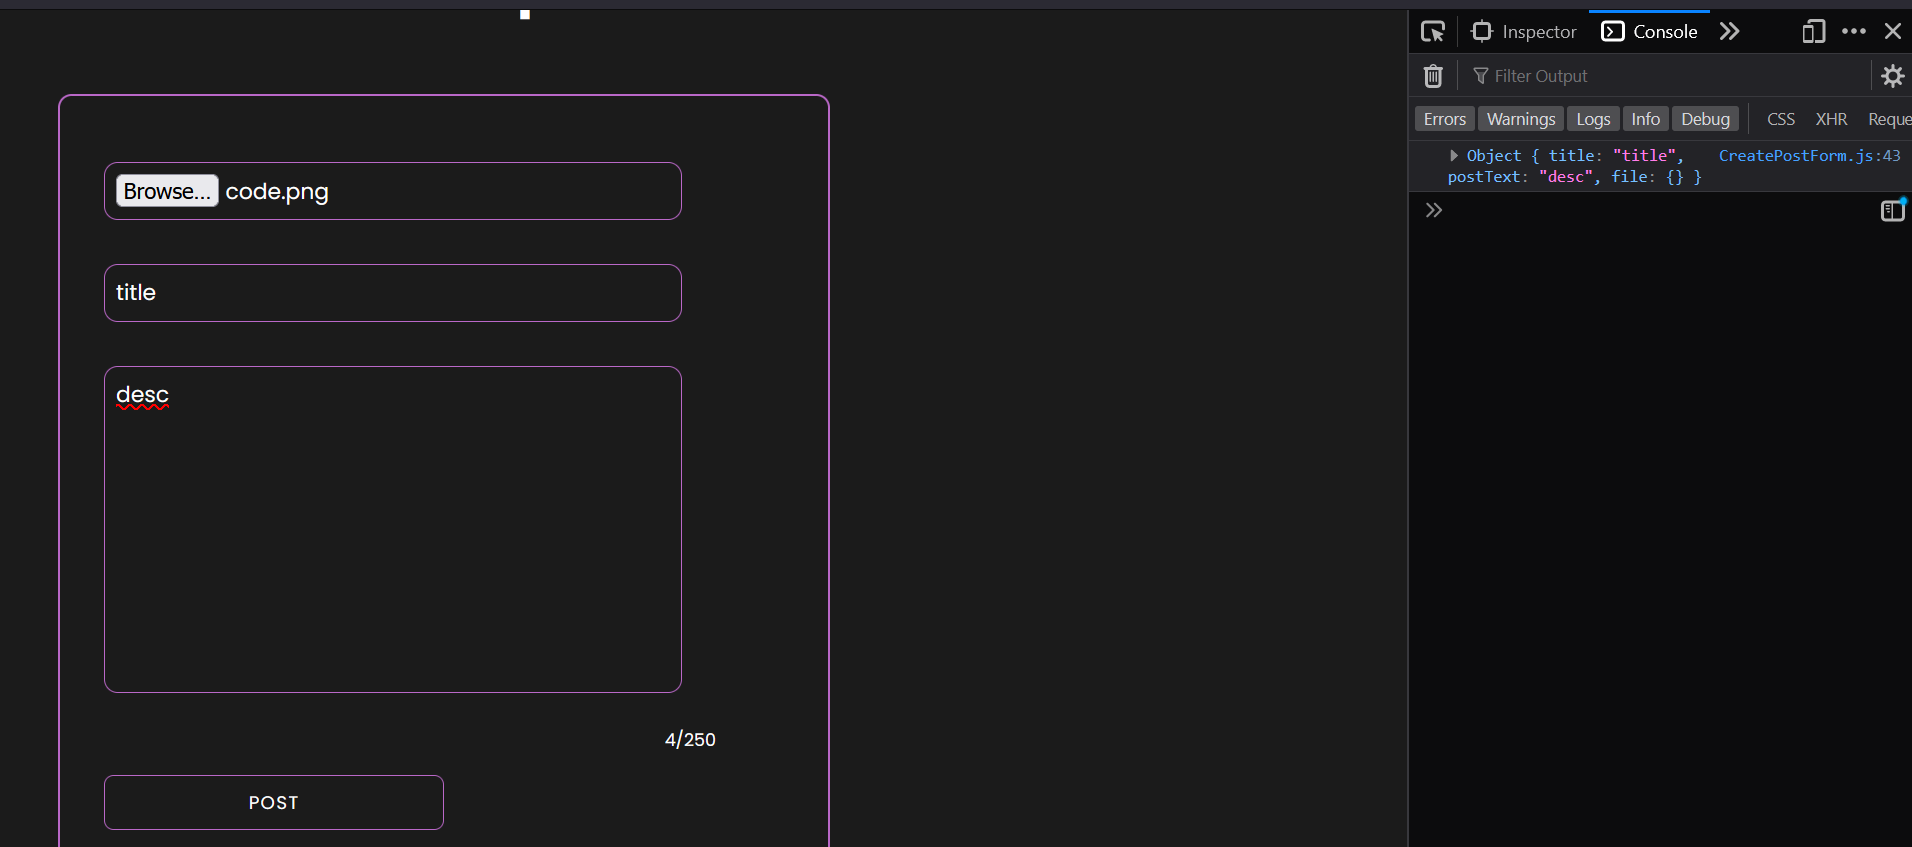 Browse... code.png
title
desc
4/250
POST
Inspector Console
Filter Output
Errors Warnings Logs Info Debug CSS XHR Reque
Object { title: "title", CreatePostForm.js:43
postText: "desc", file: {} }